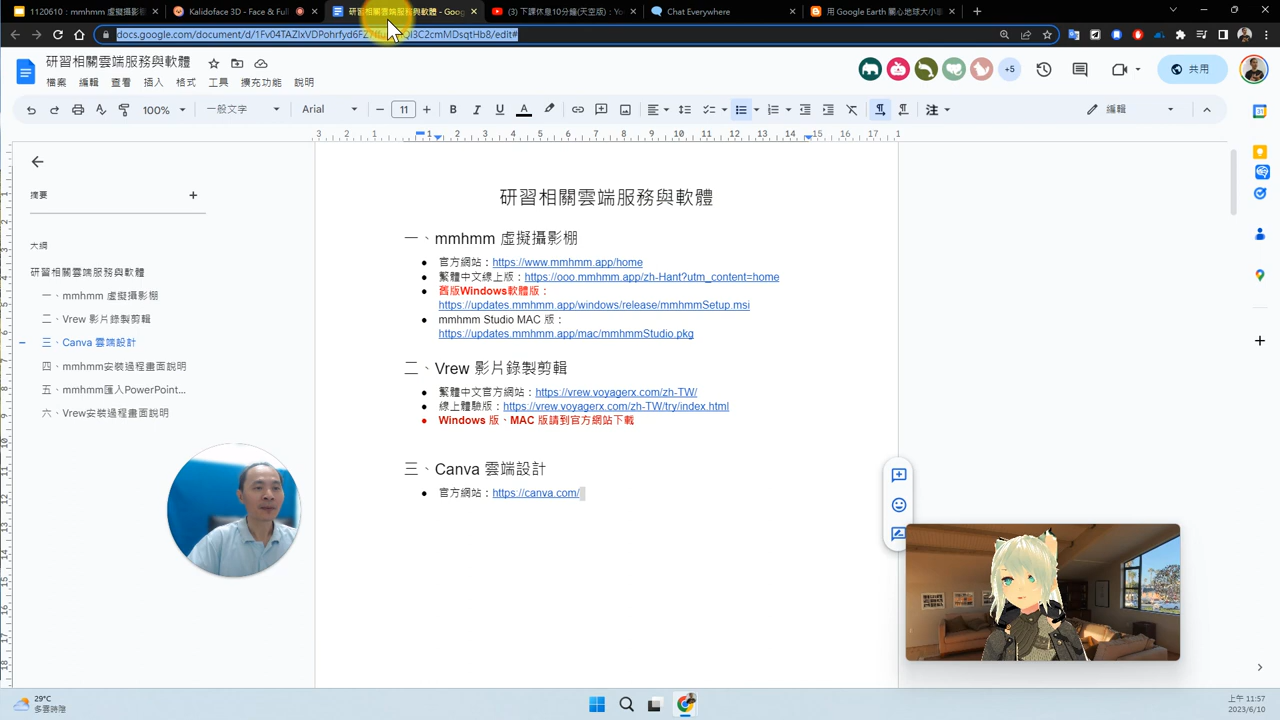 1120610 : mmhmm 虛擬攝影棚
Kalidoface 3D - Face & Full
研習相關雲端服務與軟體 - Goog
(3) 下課休息10分鐘(天空版) : Yo
Chat Everywhere
用 Google Earth 關心地球大小事
研習相關雲端服務與軟體
檔案 編輯 查看 插入 格式 工具 擴充功能 說明
+5
共用
100% 一般文字 Arial 11 編輯
摘要
大綱
研習相關雲端服務與軟體
一、mmhmm 虛擬攝影棚
二、Vrew 影片錄製剪輯
三、Canva 雲端設計
四、mmhmm安裝過程畫面說明
五、mmhmm匯入PowerPoint...
六、Vrew安裝過程畫面說明
研習相關雲端服務與軟體
一、mmhmm 虛擬攝影棚
● 官方網站：https://www.mmhmm.app/home
● 繁體中文線上版：https://ooo.mmhmm.app/zh-Hant?utm_content=home
● 舊版Windows軟體版：
https://updates.mmhmm.app/windows/release/mmhmmSetup.msi
● mmhmm Studio MAC 版：
https://updates.mmhmm.app/mac/mmhmmStudio.pkg
二、Vrew 影片錄製剪輯
● 繁體中文官方網站：https://vrew.voyagerx.com/zh-TW/
● 線上體驗版：https://vrew.voyagerx.com/zh-TW/try/index.html
● Windows 版、MAC 版請到官方網站下載
三、Canva 雲端設計
● 官方網站：https://canva.com/
29°C
多雲時陰
上午 11:57
2023/6/10